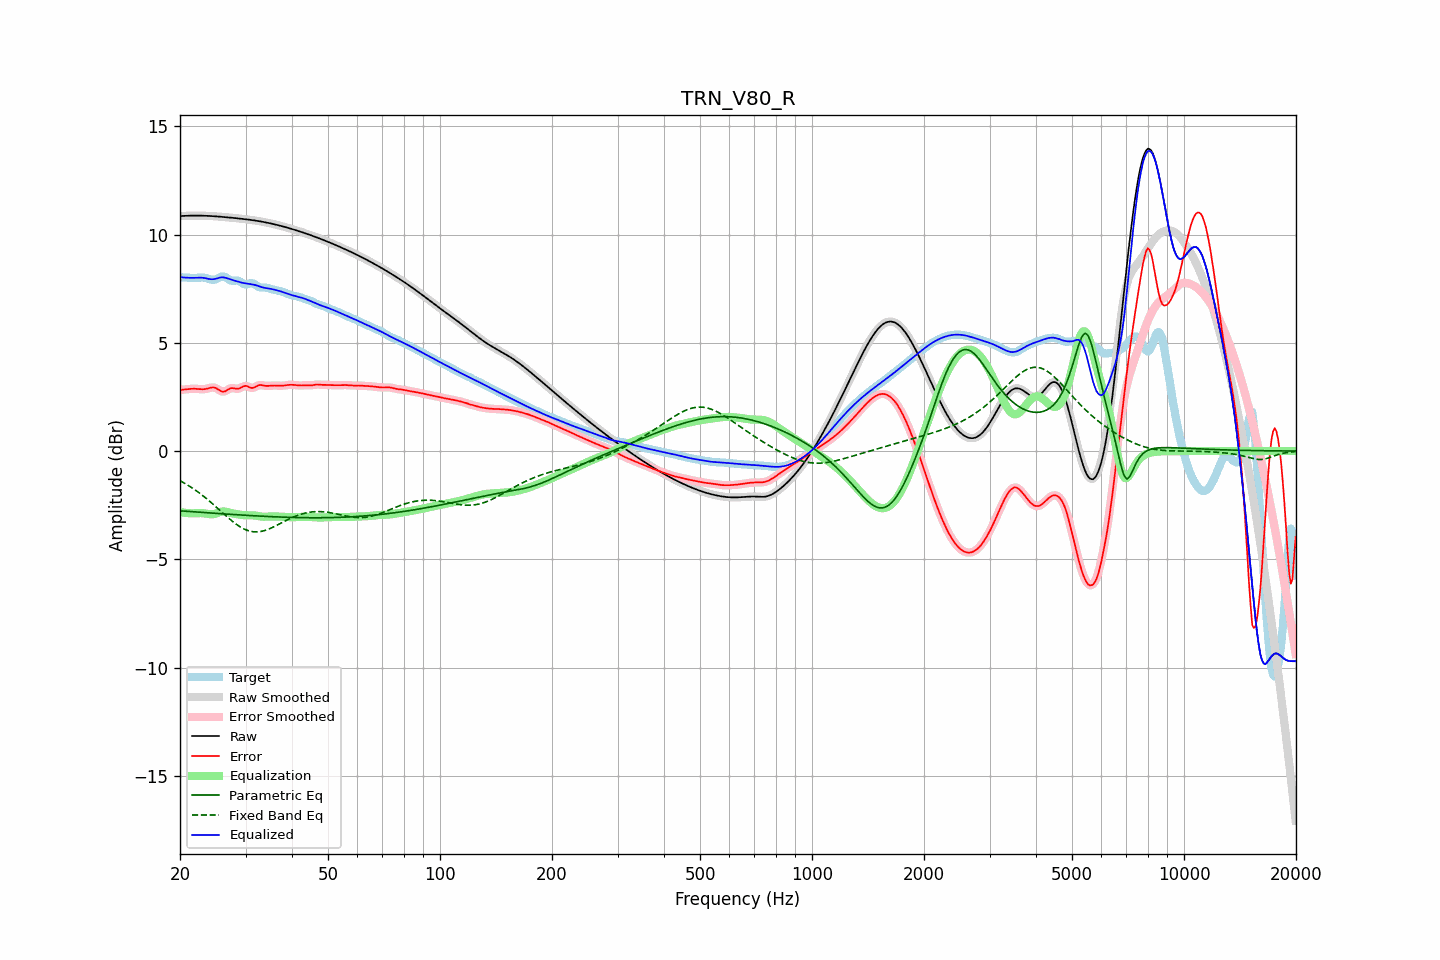 TRN_V80_R
Amplitude (dBr)
15
10
5
0
−5
−10
−15
Target
Raw Smoothed
Error Smoothed
Raw
Error
Equalization
Parametric Eq
Fixed Band Eq
Equalized
20 50 100 200 500 1000 2000 5000 10000 20000
Frequency (Hz)